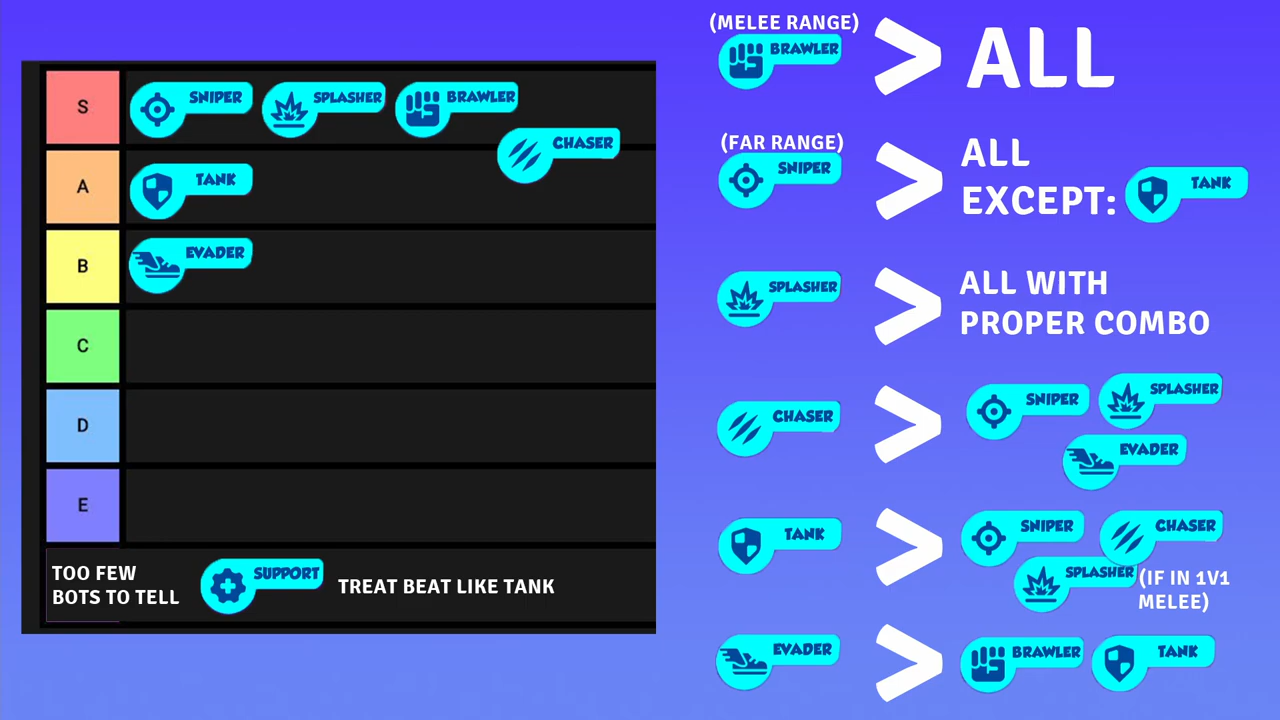 S
SNIPER
SPLASHER
BRAWLER
CHASER
A
TANK
B
EVADER
C
D
E
TOO FEW
BOTS TO TELL
SUPPORT
TREAT BEAT LIKE TANK
(MELEE RANGE)
BRAWLER
>
ALL
(FAR RANGE)
SNIPER
>
ALL
EXCEPT:
TANK
SPLASHER
>
ALL WITH
PROPER COMBO
CHASER
>
SNIPER
SPLASHER
EVADER
TANK
>
SNIPER
CHASER
SPLASHER
(IF IN 1V1
MELEE)
EVADER
>
BRAWLER
TANK